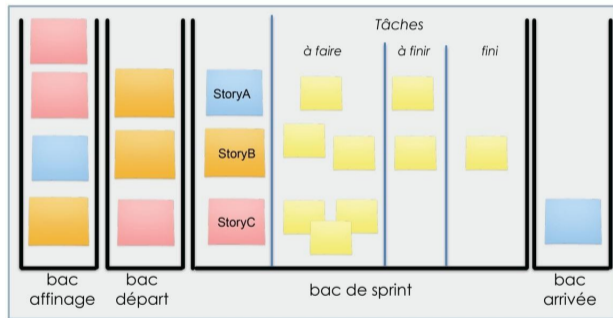 Tâches
à faire
à finir
fini
StoryA
StoryB
StoryC
bac
affinage
bac
départ
bac de sprint
bac
arrivée